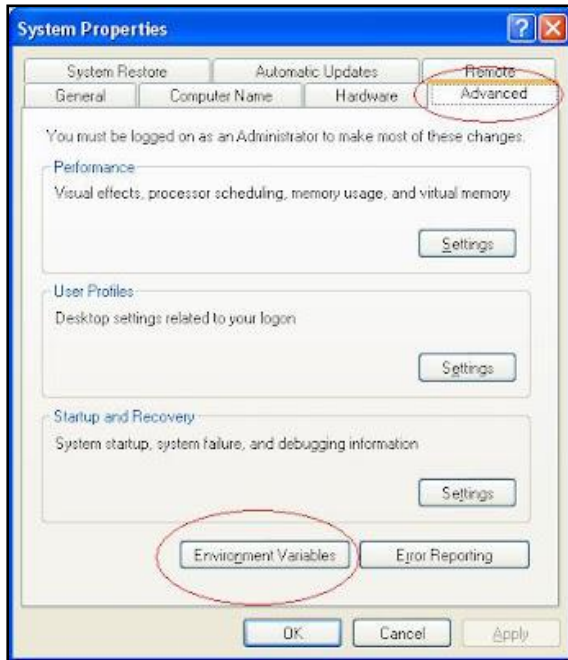 System Properties
System Restore Automatic Updates Remote
General Computer Name Hardware Advanced
You must be logged on as an Administrator to make most of these changes.
Performance
Visual effects, processor scheduling, memory usage, and virtual memory
Settings
User Profiles
Desktop settings related to your logon
Settings
Startup and Recovery
System startup, system failure, and debugging information
Settings
Environment Variables Error Reporting
OK Cancel Apply